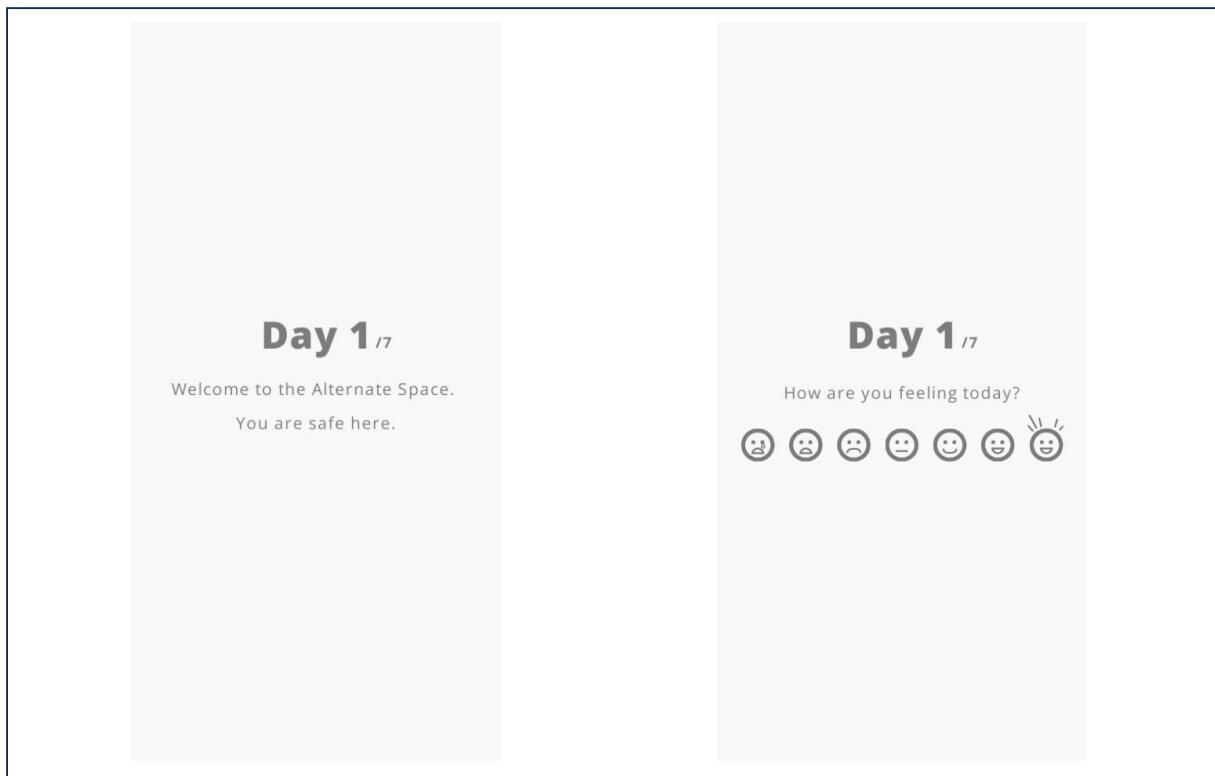 Day 1 /7
Welcome to the Alternate Space.
You are safe here.
Day 1 /7
How are you feeling today?